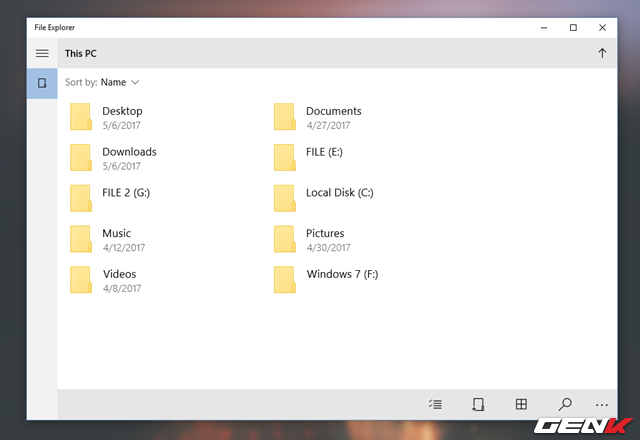 File Explorer
This PC
Sort by: Name
Desktop
5/6/2017
Documents
4/27/2017
Downloads
5/6/2017
FILE (E:)
FILE 2 (G:)
Local Disk (C:)
Music
4/12/2017
Pictures
4/30/2017
Videos
4/8/2017
Windows 7 (F:)
GENK